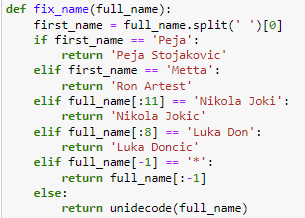 def fix_name(full_name):
    first_name = full_name.split(' ')[0]
    if first_name == 'Peja':
        return 'Peja Stojakovic'
    elif first_name == 'Metta':
        return 'Ron Artest'
    elif full_name[:11] == 'Nikola Joki':
        return 'Nikola Jokic'
    elif full_name[:8] == 'Luka Don':
        return 'Luka Doncic'
    elif full_name[-1] == '*':
        return full_name[:-1]
    else:
        return unidecode(full_name)